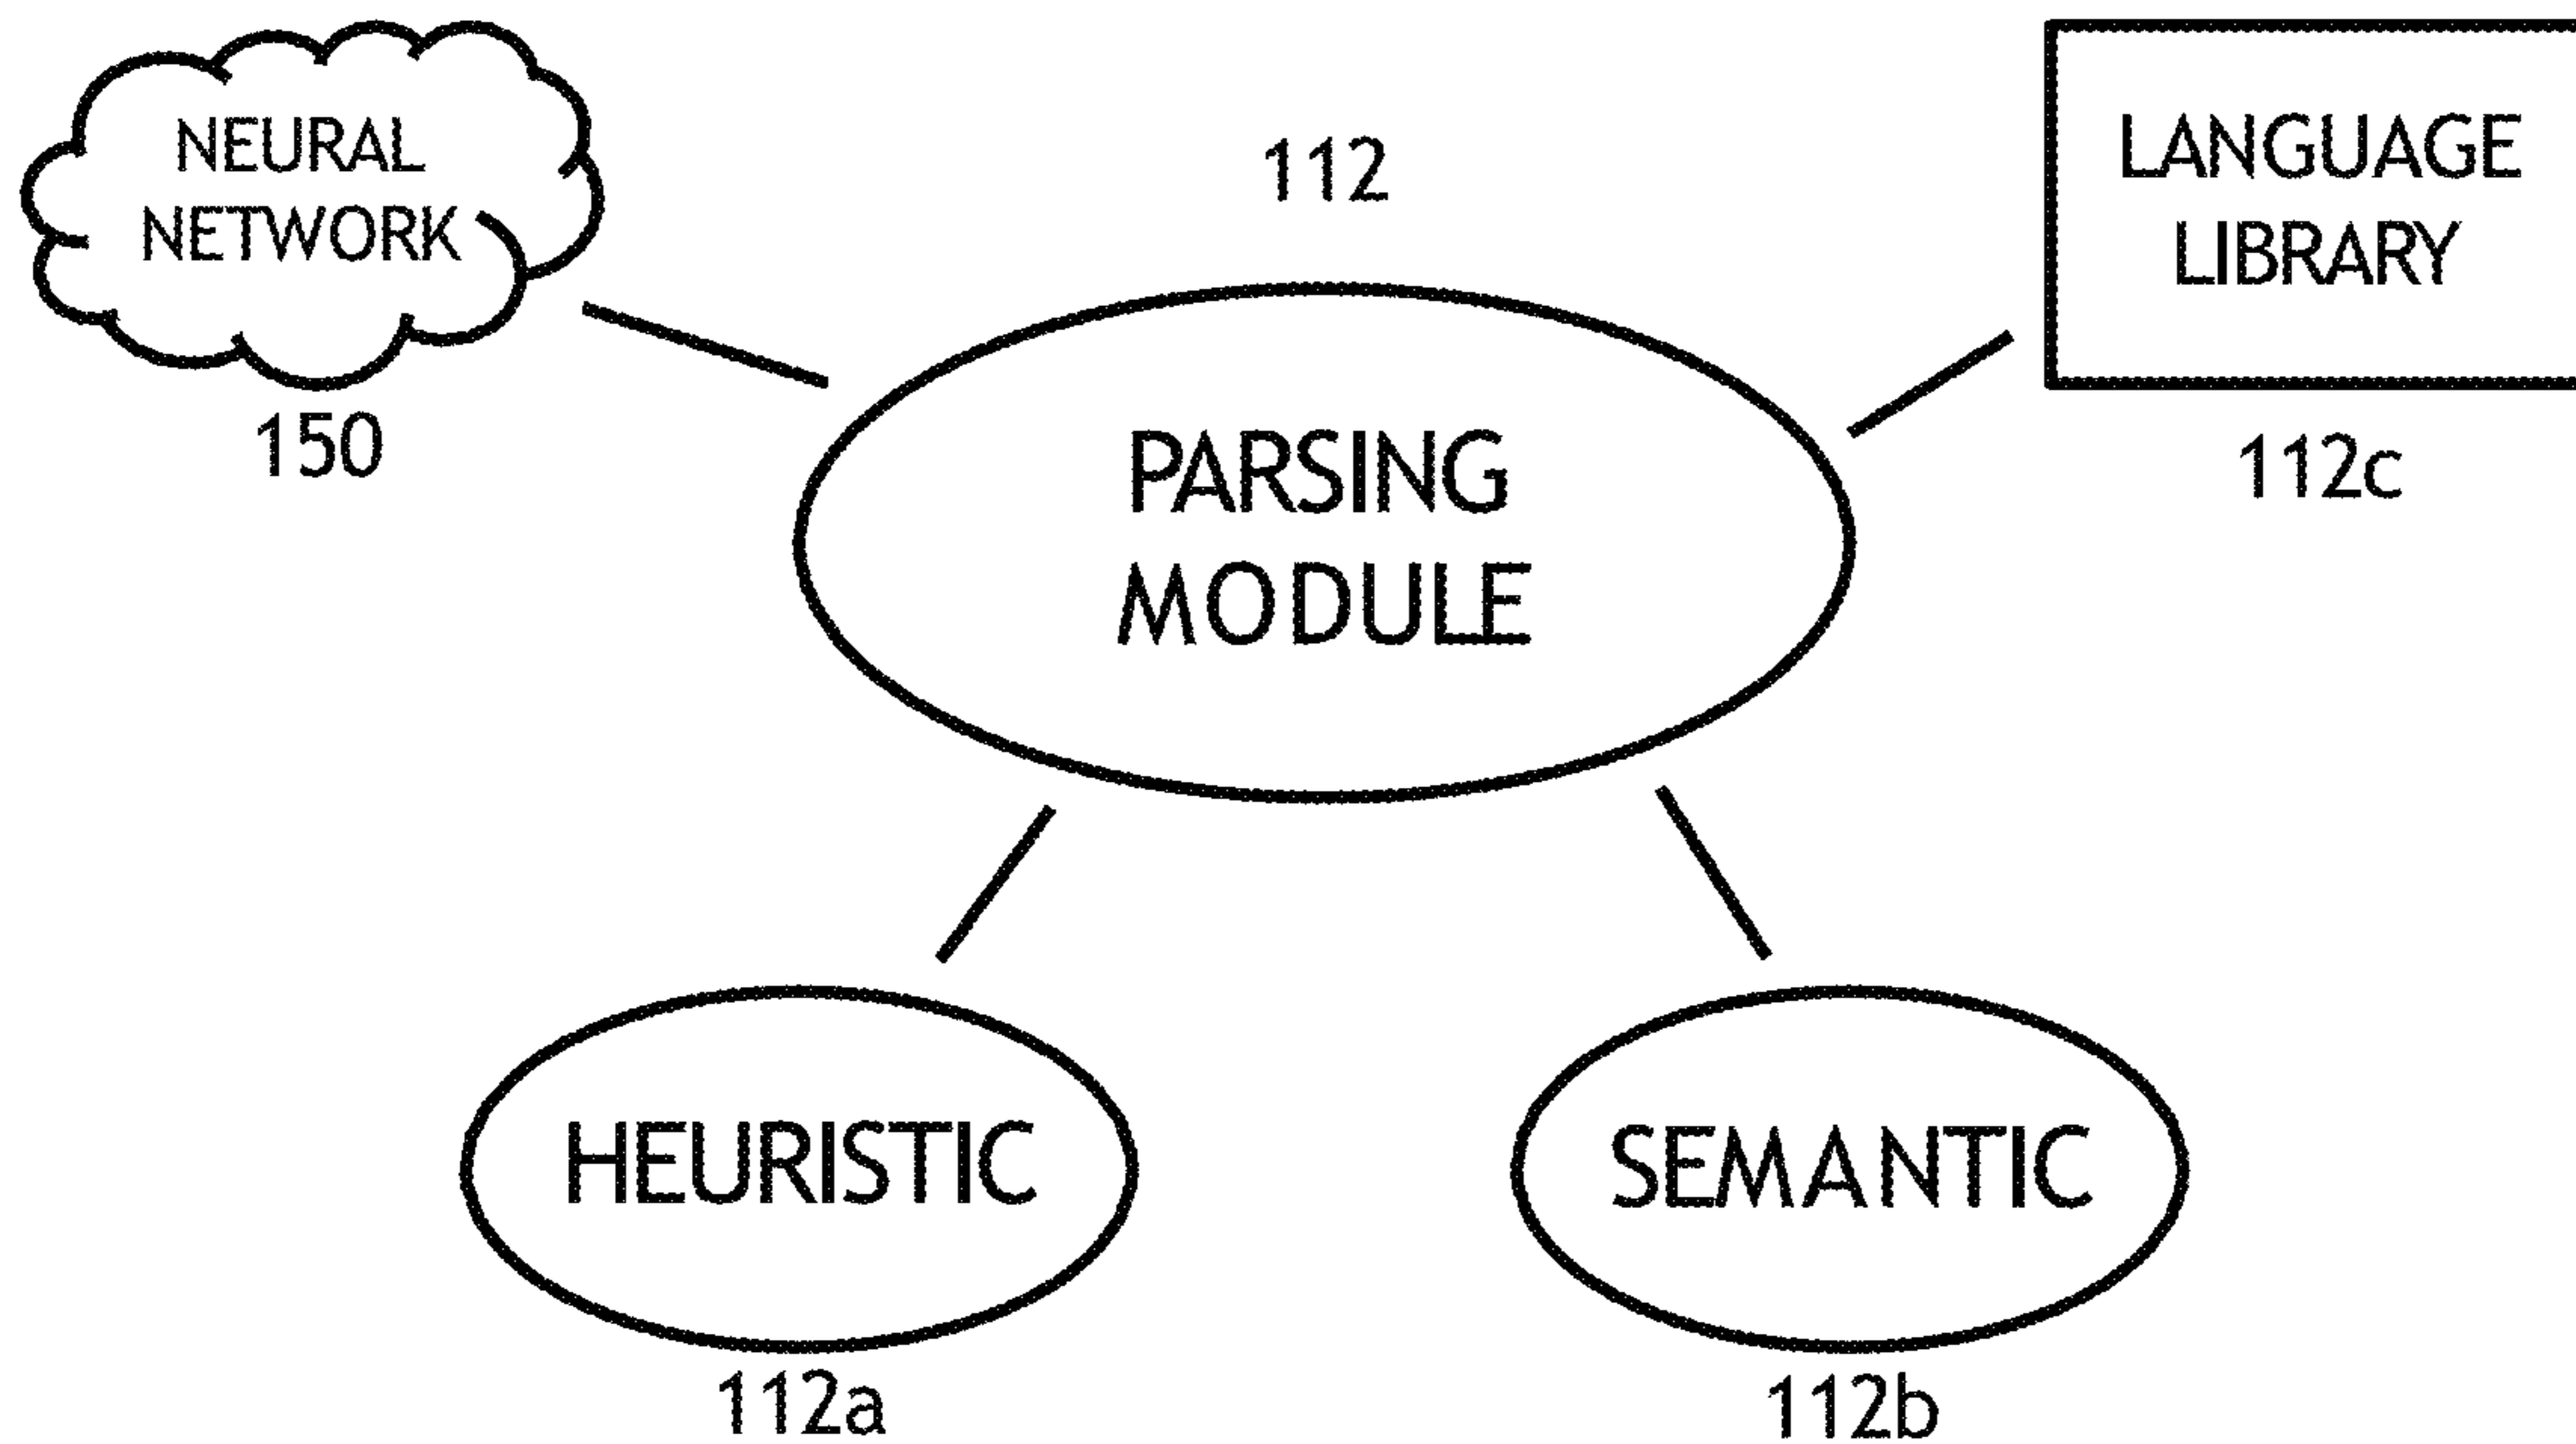 NEURAL
NETWORK
150
112
LANGUAGE
LIBRARY
112c
PARSING
MODULE
HEURISTIC
112a
SEMANTIC
112b